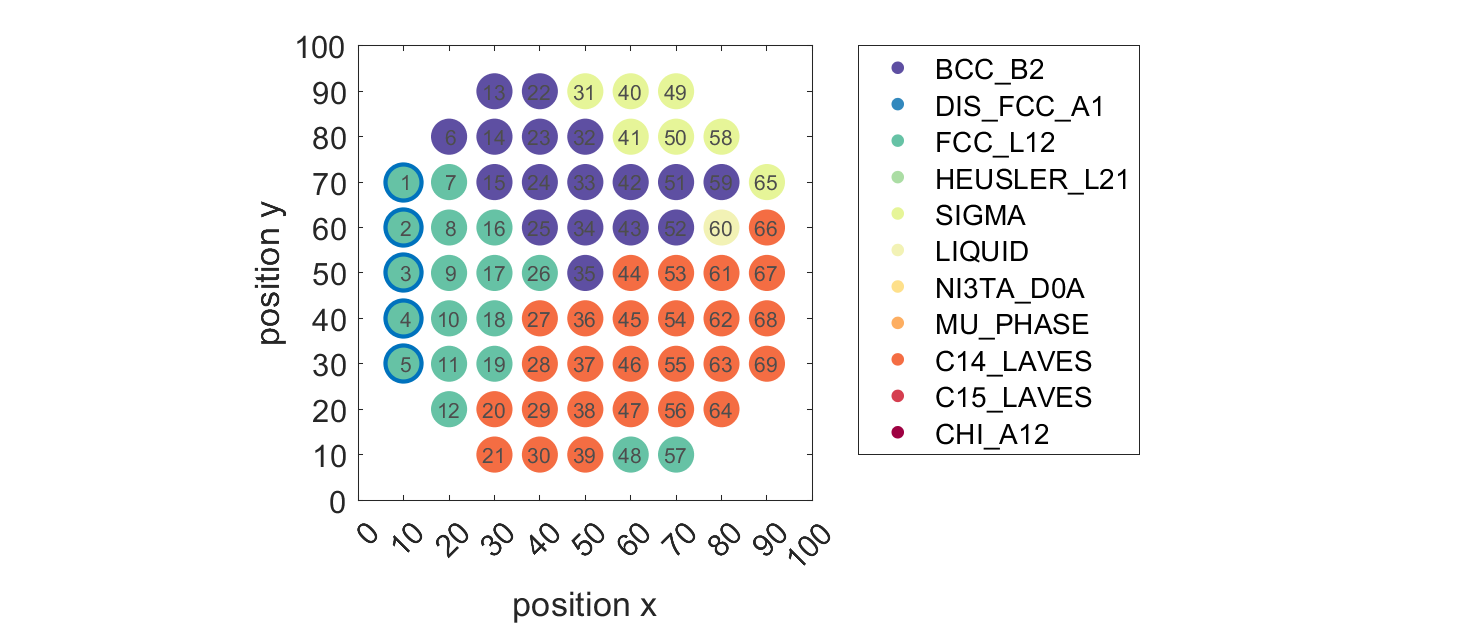 100
90
80
70
60
50
40
30
20
10
0
position y
13 22 31 40 49
6 14 23 32 41 50 58
1 7 15 24 33 42 51 59 65
2 8 16 25 34 43 52 60 66
3 9 17 26 35 44 53 61 67
4 10 18 27 36 45 54 62 68
5 11 19 28 37 46 55 63 69
12 20 29 38 47 56 64
21 30 39 48 57
0 10 20 30 40 50 60 70 80 90 100
position x
BCC_B2
DIS_FCC_A1
FCC_L12
HEUSLER_L21
SIGMA
LIQUID
NI3TA_D0A
MU_PHASE
C14_LAVES
C15_LAVES
CHI_A12